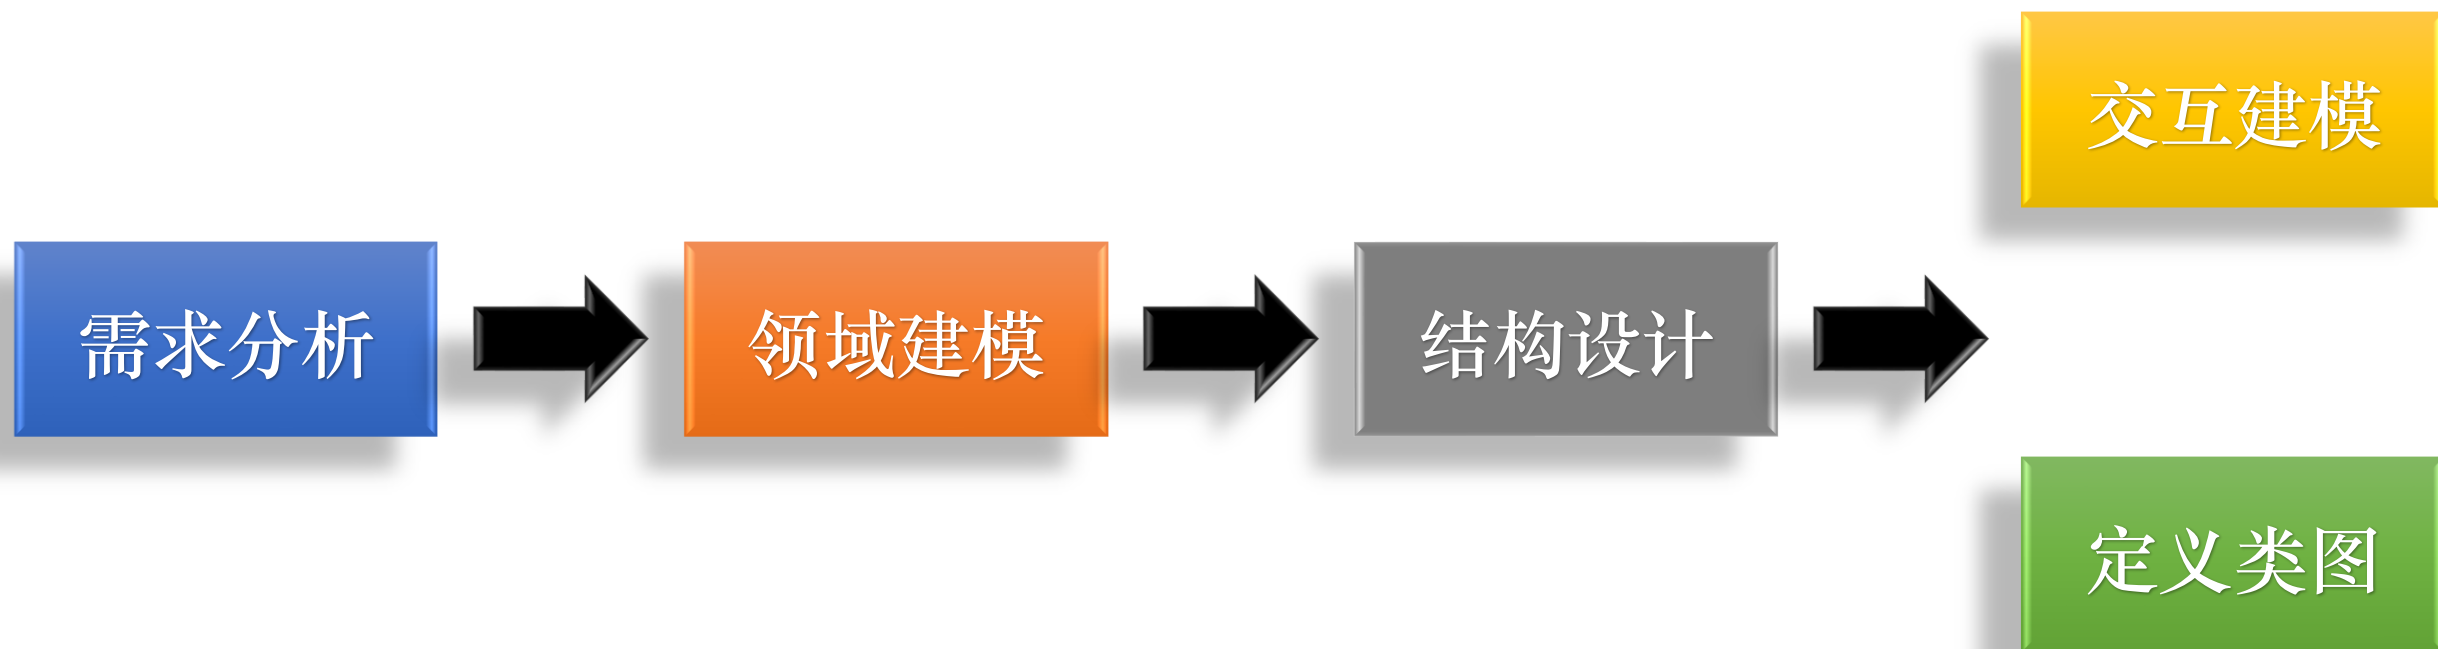 需求分析
领域建模
结构设计
交互建模
定义类图